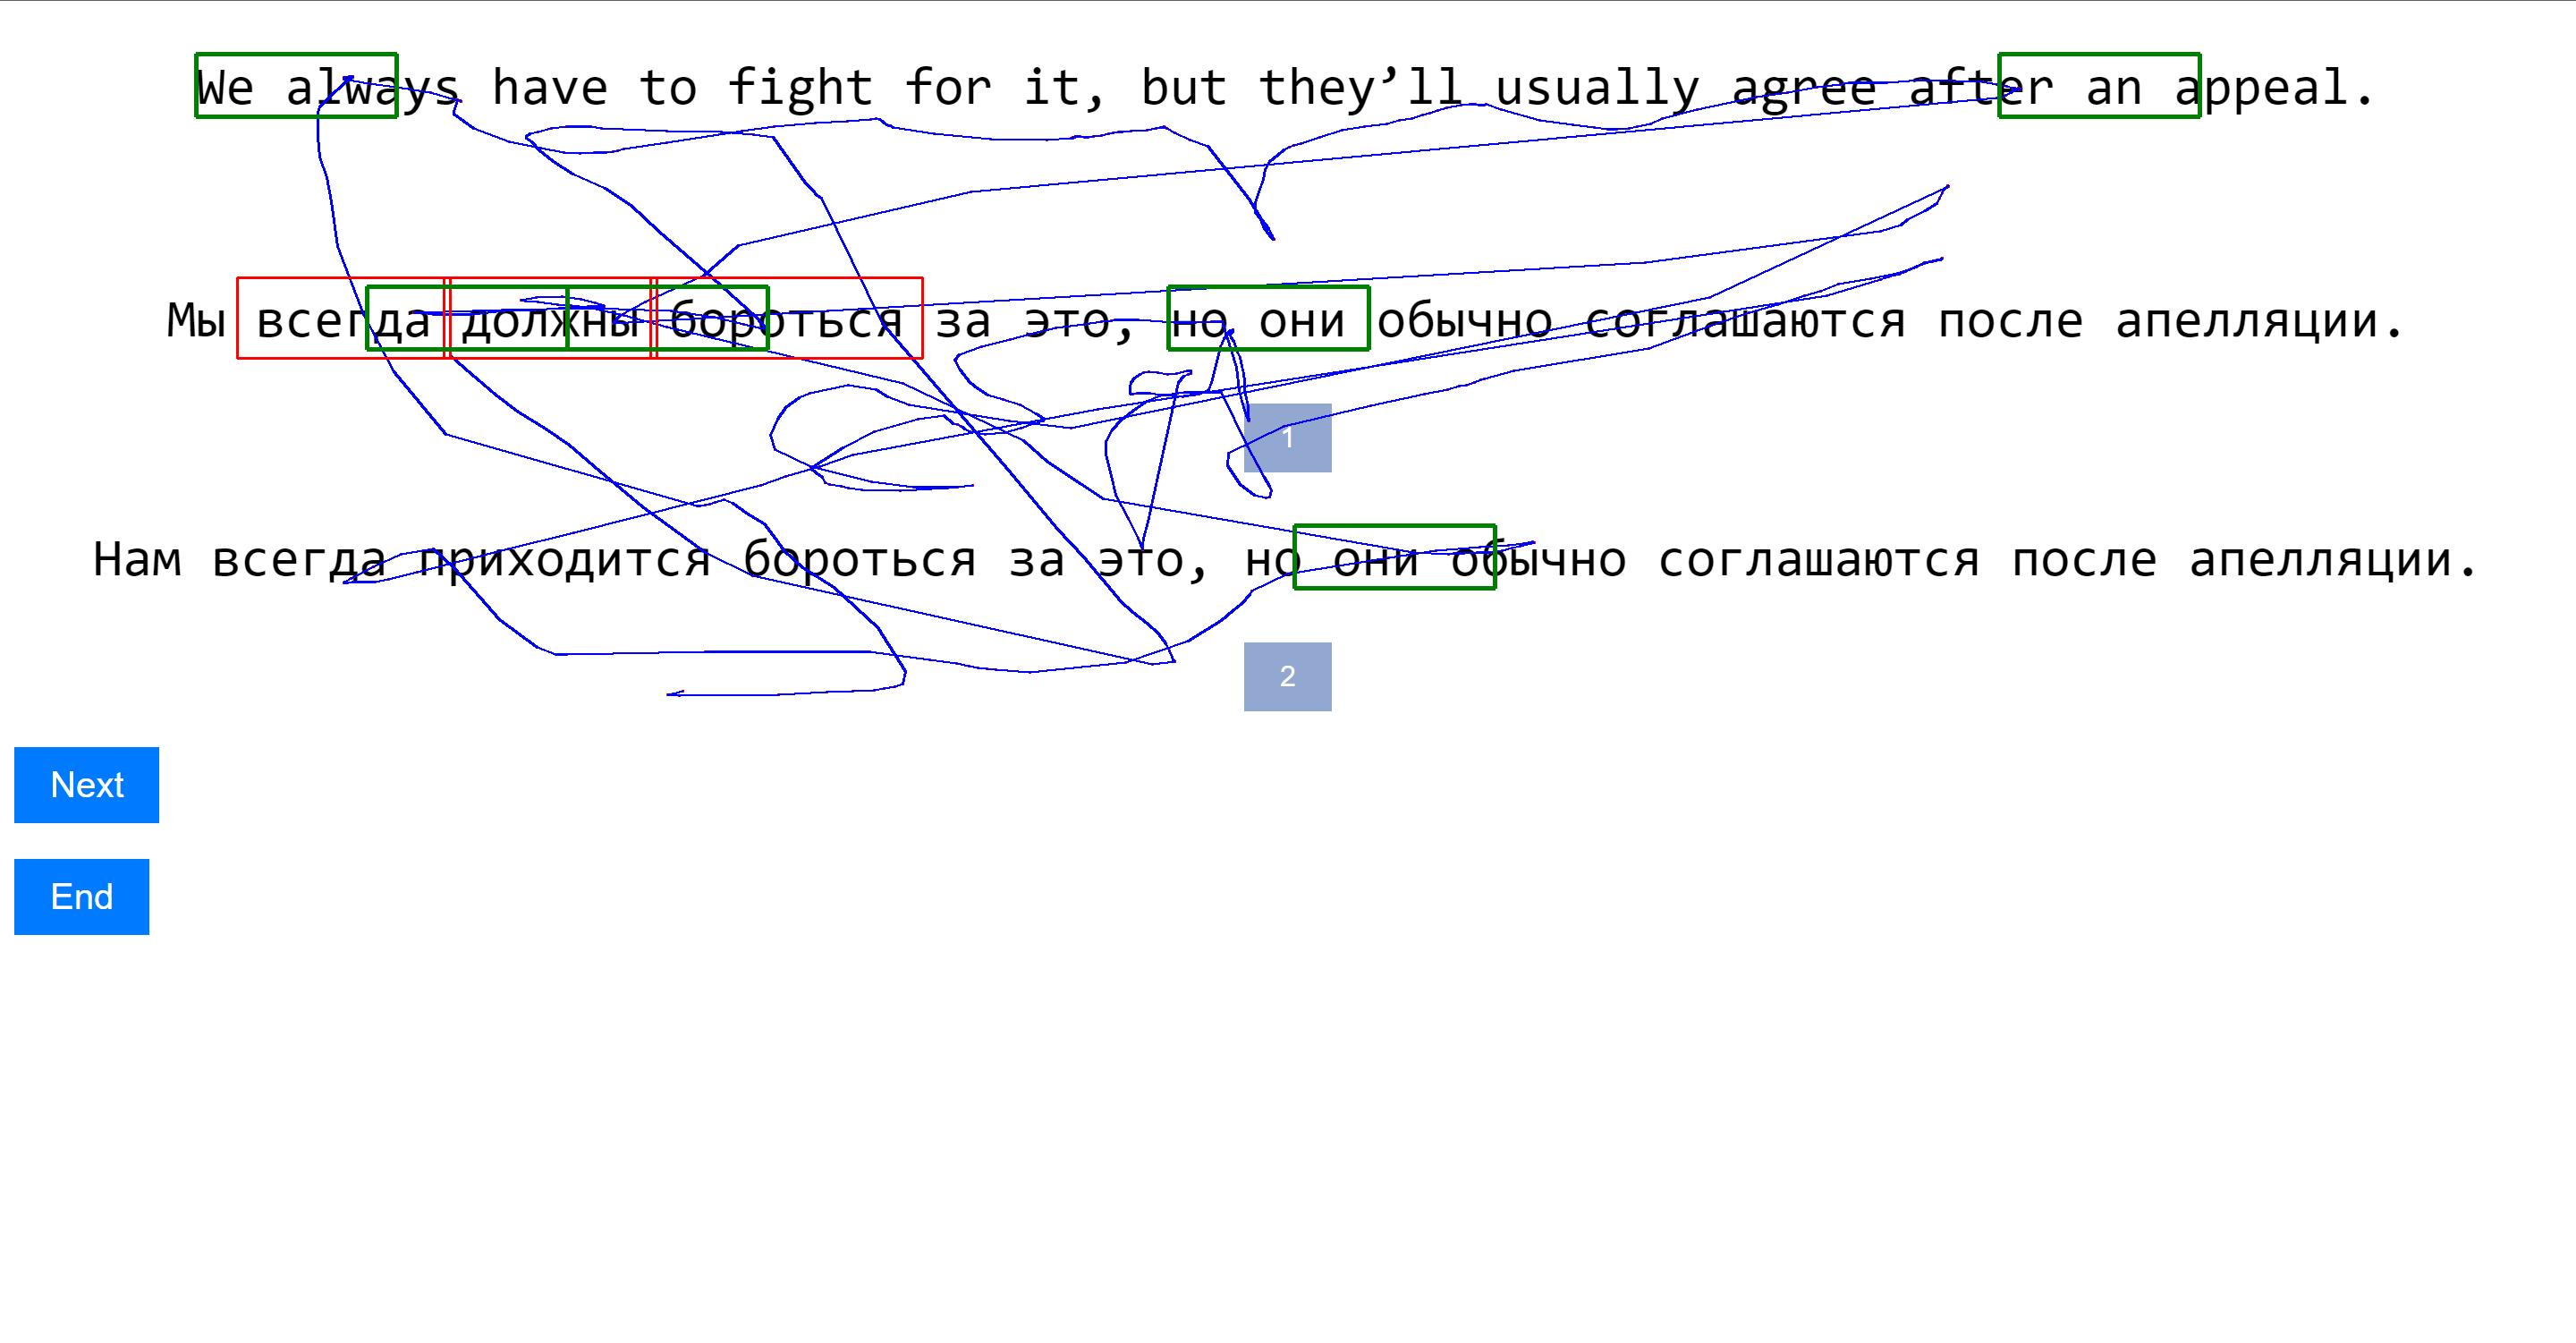 We always have to fight for it, but they’ll usually agree after an appeal.
Мы всегда должны бороться за это, но они обычно соглашаются после апелляции.
1
Нам всегда приходится бороться за это, но они обычно соглашаются после апелляции.
2
Next
End